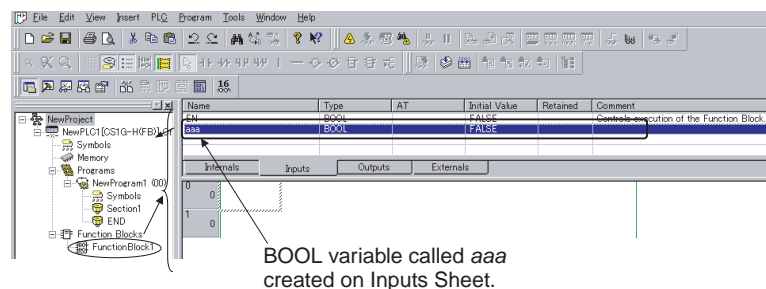 File Edit View Insert PLC Program Tools Window Help
16
Name Type AT Initial Value Retained Comment
EN BOOL FALSE Controls execution of the Function Block.
aaa BOOL FALSE
NewProject
NewPLC1[CS1G-H(FB)]
Symbols
Memory
Programs
NewProgram1 (00)
Symbols
Section1
END
Function Blocks
FunctionBlock1
Internals Inputs Outputs Externals
0
0
1
0
BOOL variable called aaa
created on Inputs Sheet.